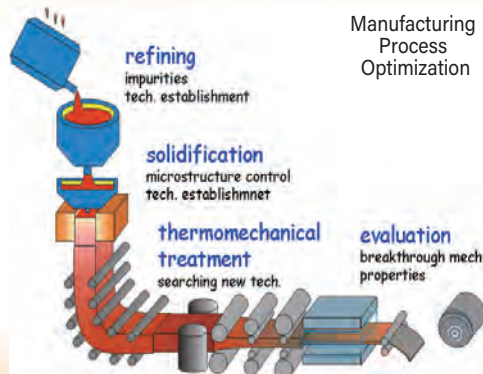 Manufacturing
Process
Optimization
refining
impurities
tech. establishment
solidification
microstructure control
tech. establishmnet
thermomechanical
treatment
searching new tech.
evaluation
breakthrough mech
properties